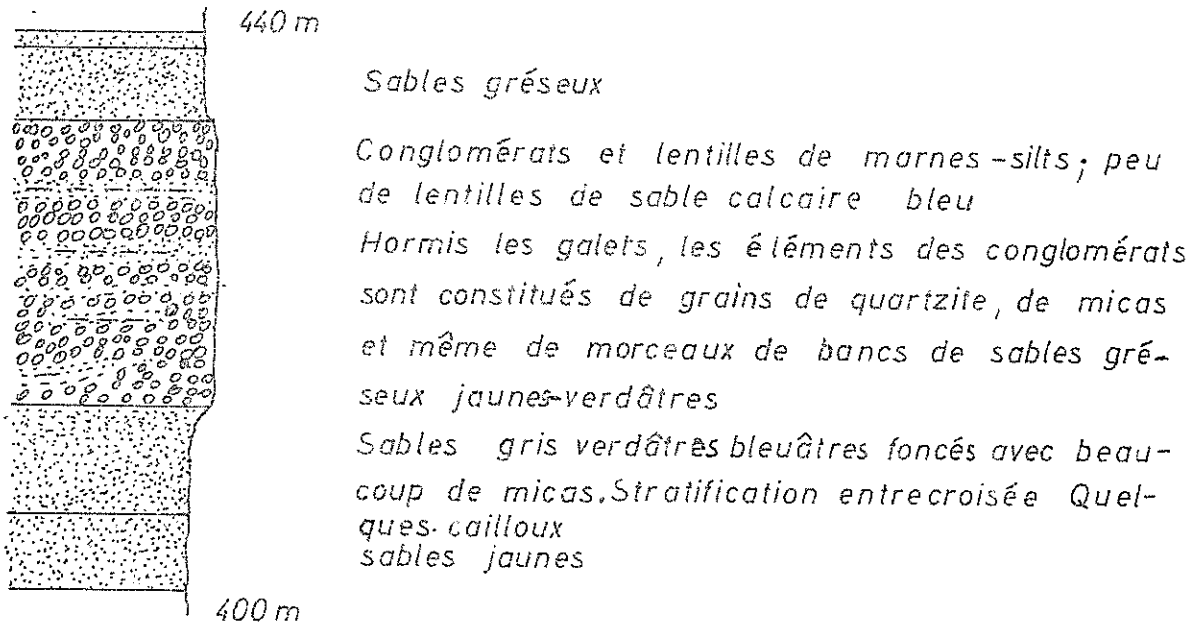 440 m
Sables gréseux
Conglomérats et lentilles de marnes-silts; peu
de lentilles de sable calcaire bleu
Hormis les galets, les éléments des conglomérats
sont constitués de grains de quartzite, de micas
et même de morceaux de bancs de sables gré-
seux jaunes-verdâtres
Sables gris verdâtres bleuâtres foncés avec beau-
coup de micas. Stratification entrecroisée Quel-
ques cailloux
sables jaunes
400 m